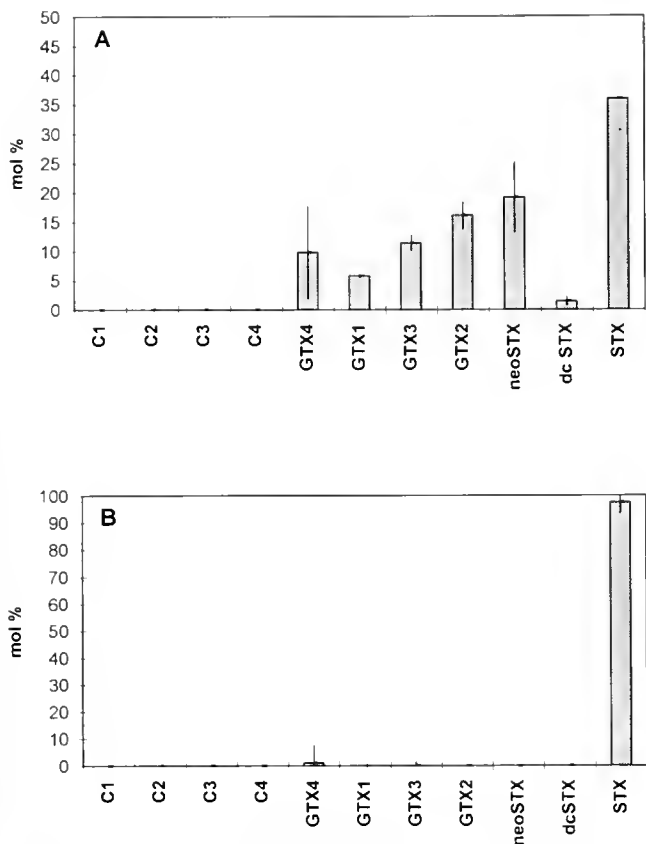 A
50
45
40
35
30
25
20
15
10
5
0
mol %
C1
C2
C3
C4
GTX4
GTX1
GTX3
GTX2
neoSTX
dc STX
STX
B
100
90
80
70
60
50
40
30
20
10
0
mol %
C1
C2
C3
C4
GTX4
GTX1
GTX3
GTX2
neoSTX
dcSTX
STX